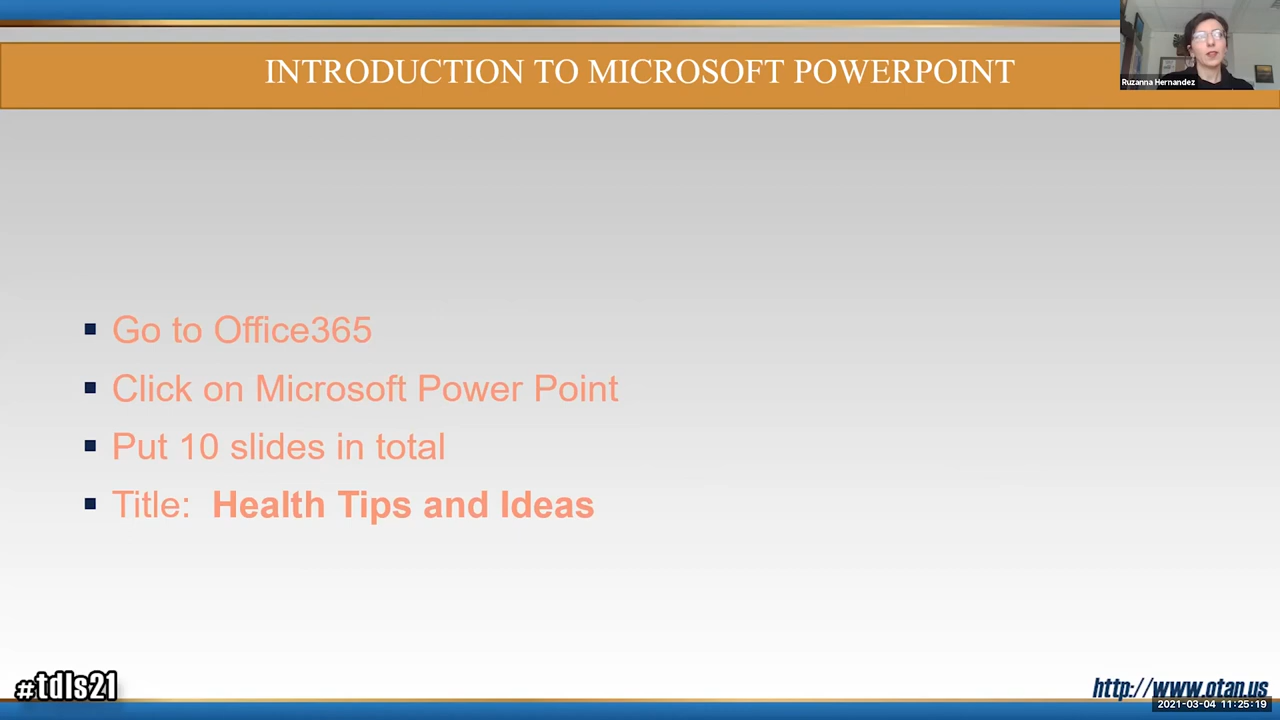 INTRODUCTION TO MICROSOFT POWERPOINT
Ruzanna Hernandez
Go to Office365
Click on Microsoft Power Point
Put 10 slides in total
Title: Health Tips and Ideas
#tdls21
http://www.otan.us
2021-03-04 11:25:19